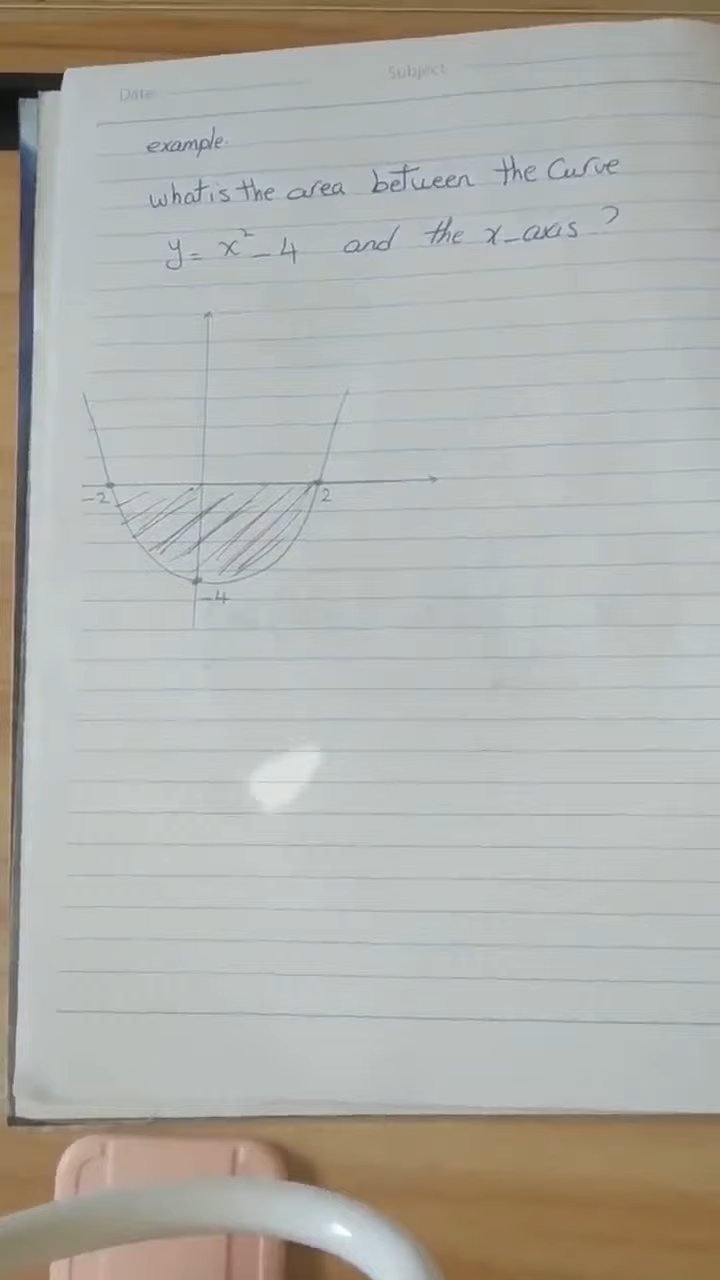 Date
Subject
example.
what is the area between the Curve
y = x² - 4 and the x-axis?
-2
2
-4